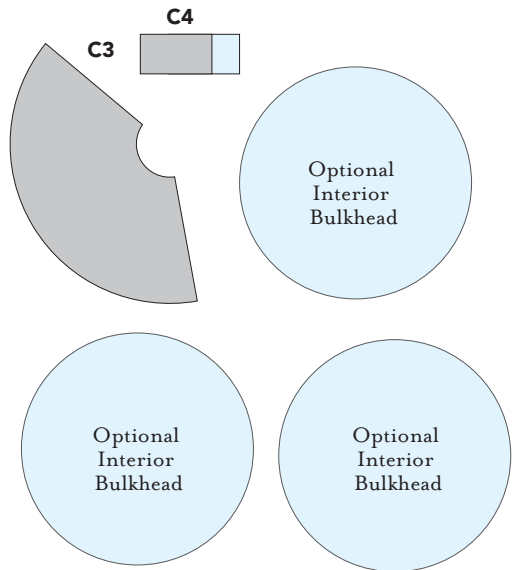 C4
C3
Optional
Interior
Bulkhead
Optional
Interior
Bulkhead
Optional
Interior
Bulkhead